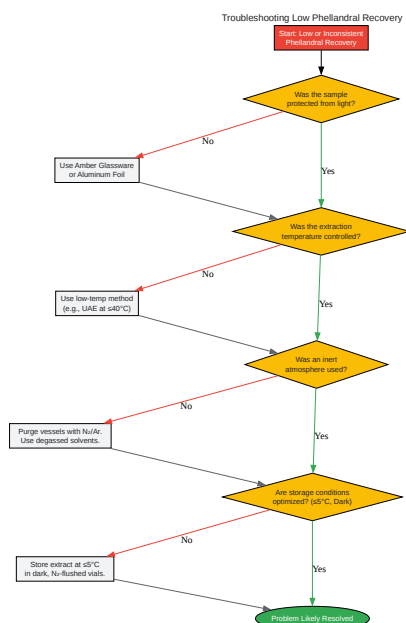 Troubleshooting Low Phellandral Recovery
Start: Low or Inconsistent
Phellandral Recovery
Was the sample
protected from light?
No
Yes
Use Amber Glassware
or Aluminum Foil
Was the extraction
temperature controlled?
No
Yes
Use low-temp method
(e.g., UAE at ≤40°C)
Was an inert
atmosphere used?
No
Yes
Purge vessels with N₂/Ar.
Use degassed solvents.
Are storage conditions
optimized? (≤5°C, Dark)
No
Yes
Store extract at ≤5°C
in dark, N₂-flushed vials.
Problem Likely Resolved